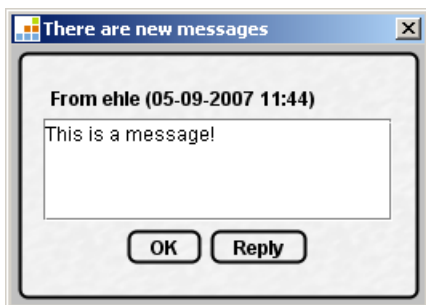 There are new messages
From ehle (05-09-2007 11:44)
This is a message!
OK Reply